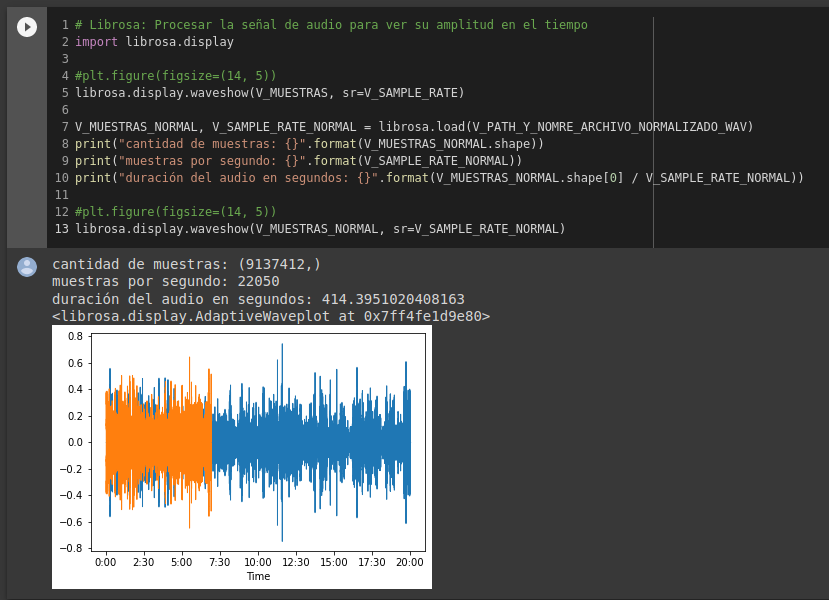 1 # Librosa: Procesar la señal de audio para ver su amplitud en el tiempo
2 import librosa.display
3
4 #plt.figure(figsize=(14, 5))
5 librosa.display.waveshow(V_MUESTRAS, sr=V_SAMPLE_RATE)
6
7 V_MUESTRAS_NORMAL, V_SAMPLE_RATE_NORMAL = librosa.load(V_PATH_Y_NOMRE_ARCHIVO_NORMALIZADO_WAV)
8 print("cantidad de muestras: {}".format(V_MUESTRAS_NORMAL.shape))
9 print("muestras por segundo: {}".format(V_SAMPLE_RATE_NORMAL))
10 print("duración del audio en segundos: {}".format(V_MUESTRAS_NORMAL.shape[0] / V_SAMPLE_RATE_NORMAL))
11
12 #plt.figure(figsize=(14, 5))
13 librosa.display.waveshow(V_MUESTRAS_NORMAL, sr=V_SAMPLE_RATE_NORMAL)
cantidad de muestras: (9137412,)
muestras por segundo: 22050
duración del audio en segundos: 414.3951020408163
<librosa.display.AdaptiveWaveplot at 0x7ff4fe1d9e80>
0.8
0.6
0.4
0.2
0.0
−0.2
−0.4
−0.6
−0.8
0:00 2:30 5:00 7:30 10:00 12:30 15:00 17:30 20:00
Time